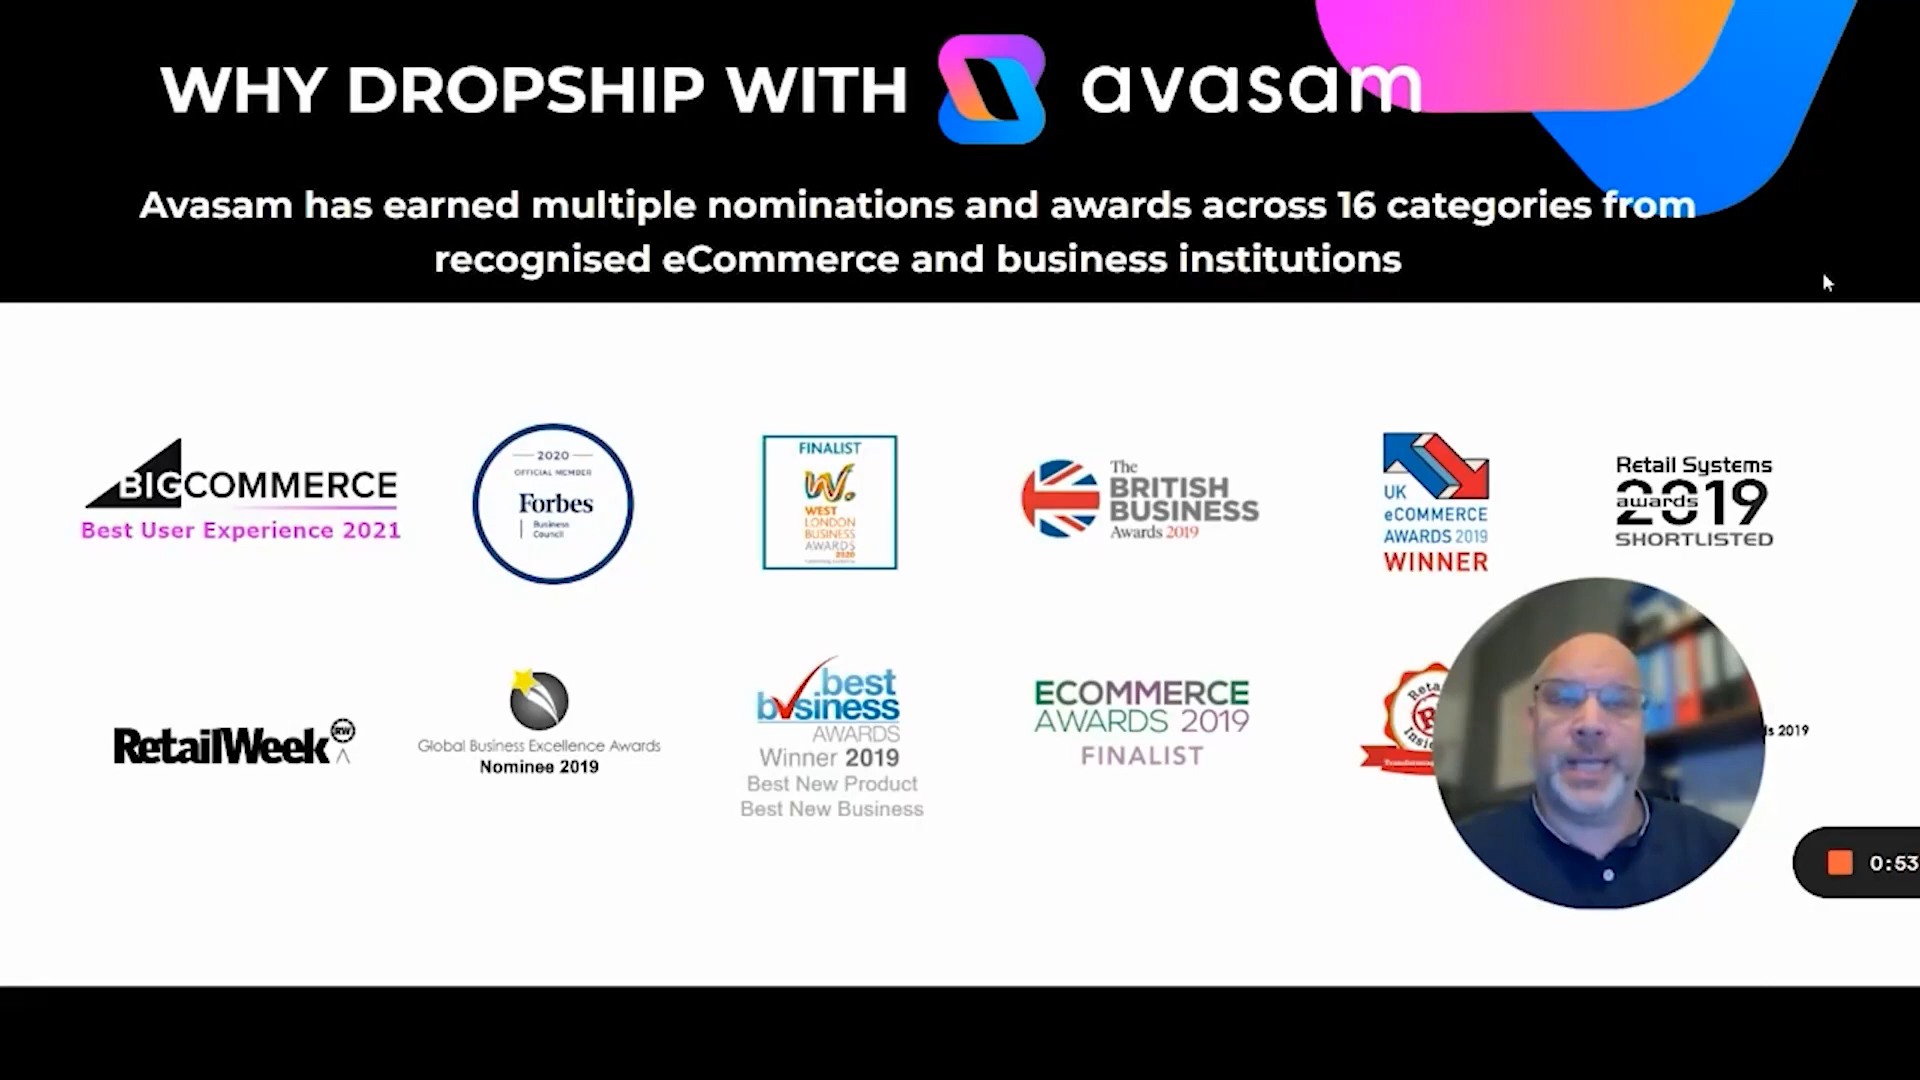 WHY DROPSHIP WITH avasam
Avasam has earned multiple nominations and awards across 16 categories from
recognised eCommerce and business institutions
BIGCOMMERCE
Best User Experience 2021
2020
OFFICIAL MEMBER
Forbes
Business
Council
FINALIST
W.
WEST
LONDON
BUSINESS
AWARDS
2020
The
BRITISH
BUSINESS
Awards 2019
UK
eCOMMERCE
AWARDS 2019
WINNER
Retail Systems
awards
2019
SHORTLISTED
RetailWeek
RW
Global Business Excellence Awards
Nominee 2019
best
business
AWARDS
Winner 2019
Best New Product
Best New Business
ECOMMERCE
AWARDS 2019
FINALIST
2019
0:53